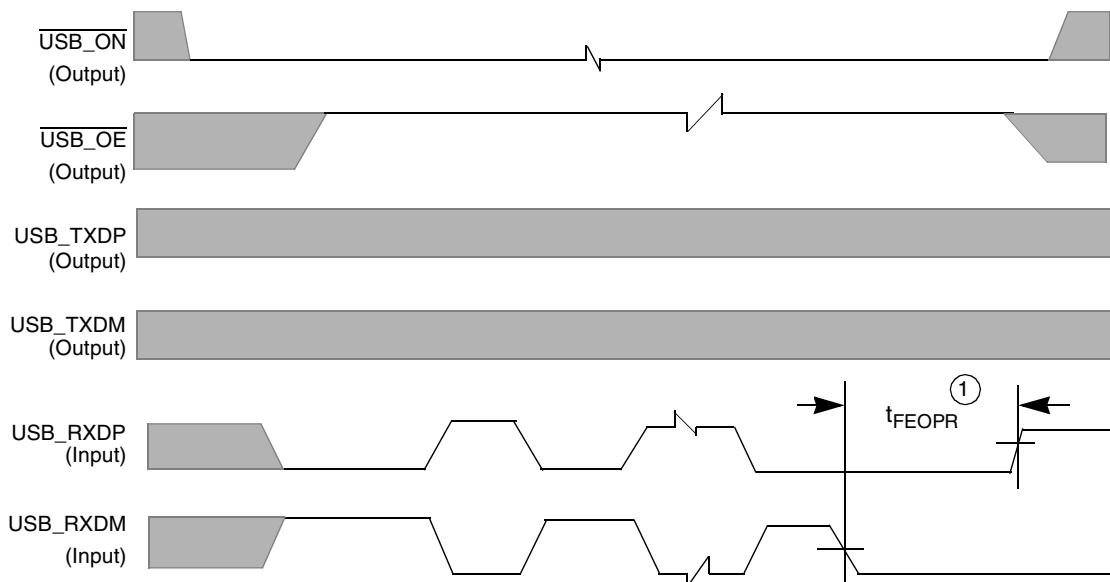 USB_ON
(Output)
USB_OE
(Output)
USB_TXDP
(Output)
USB_TXDM
(Output)
1
tFEOPR
USB_RXDP
(Input)
USB_RXDM
(Input)